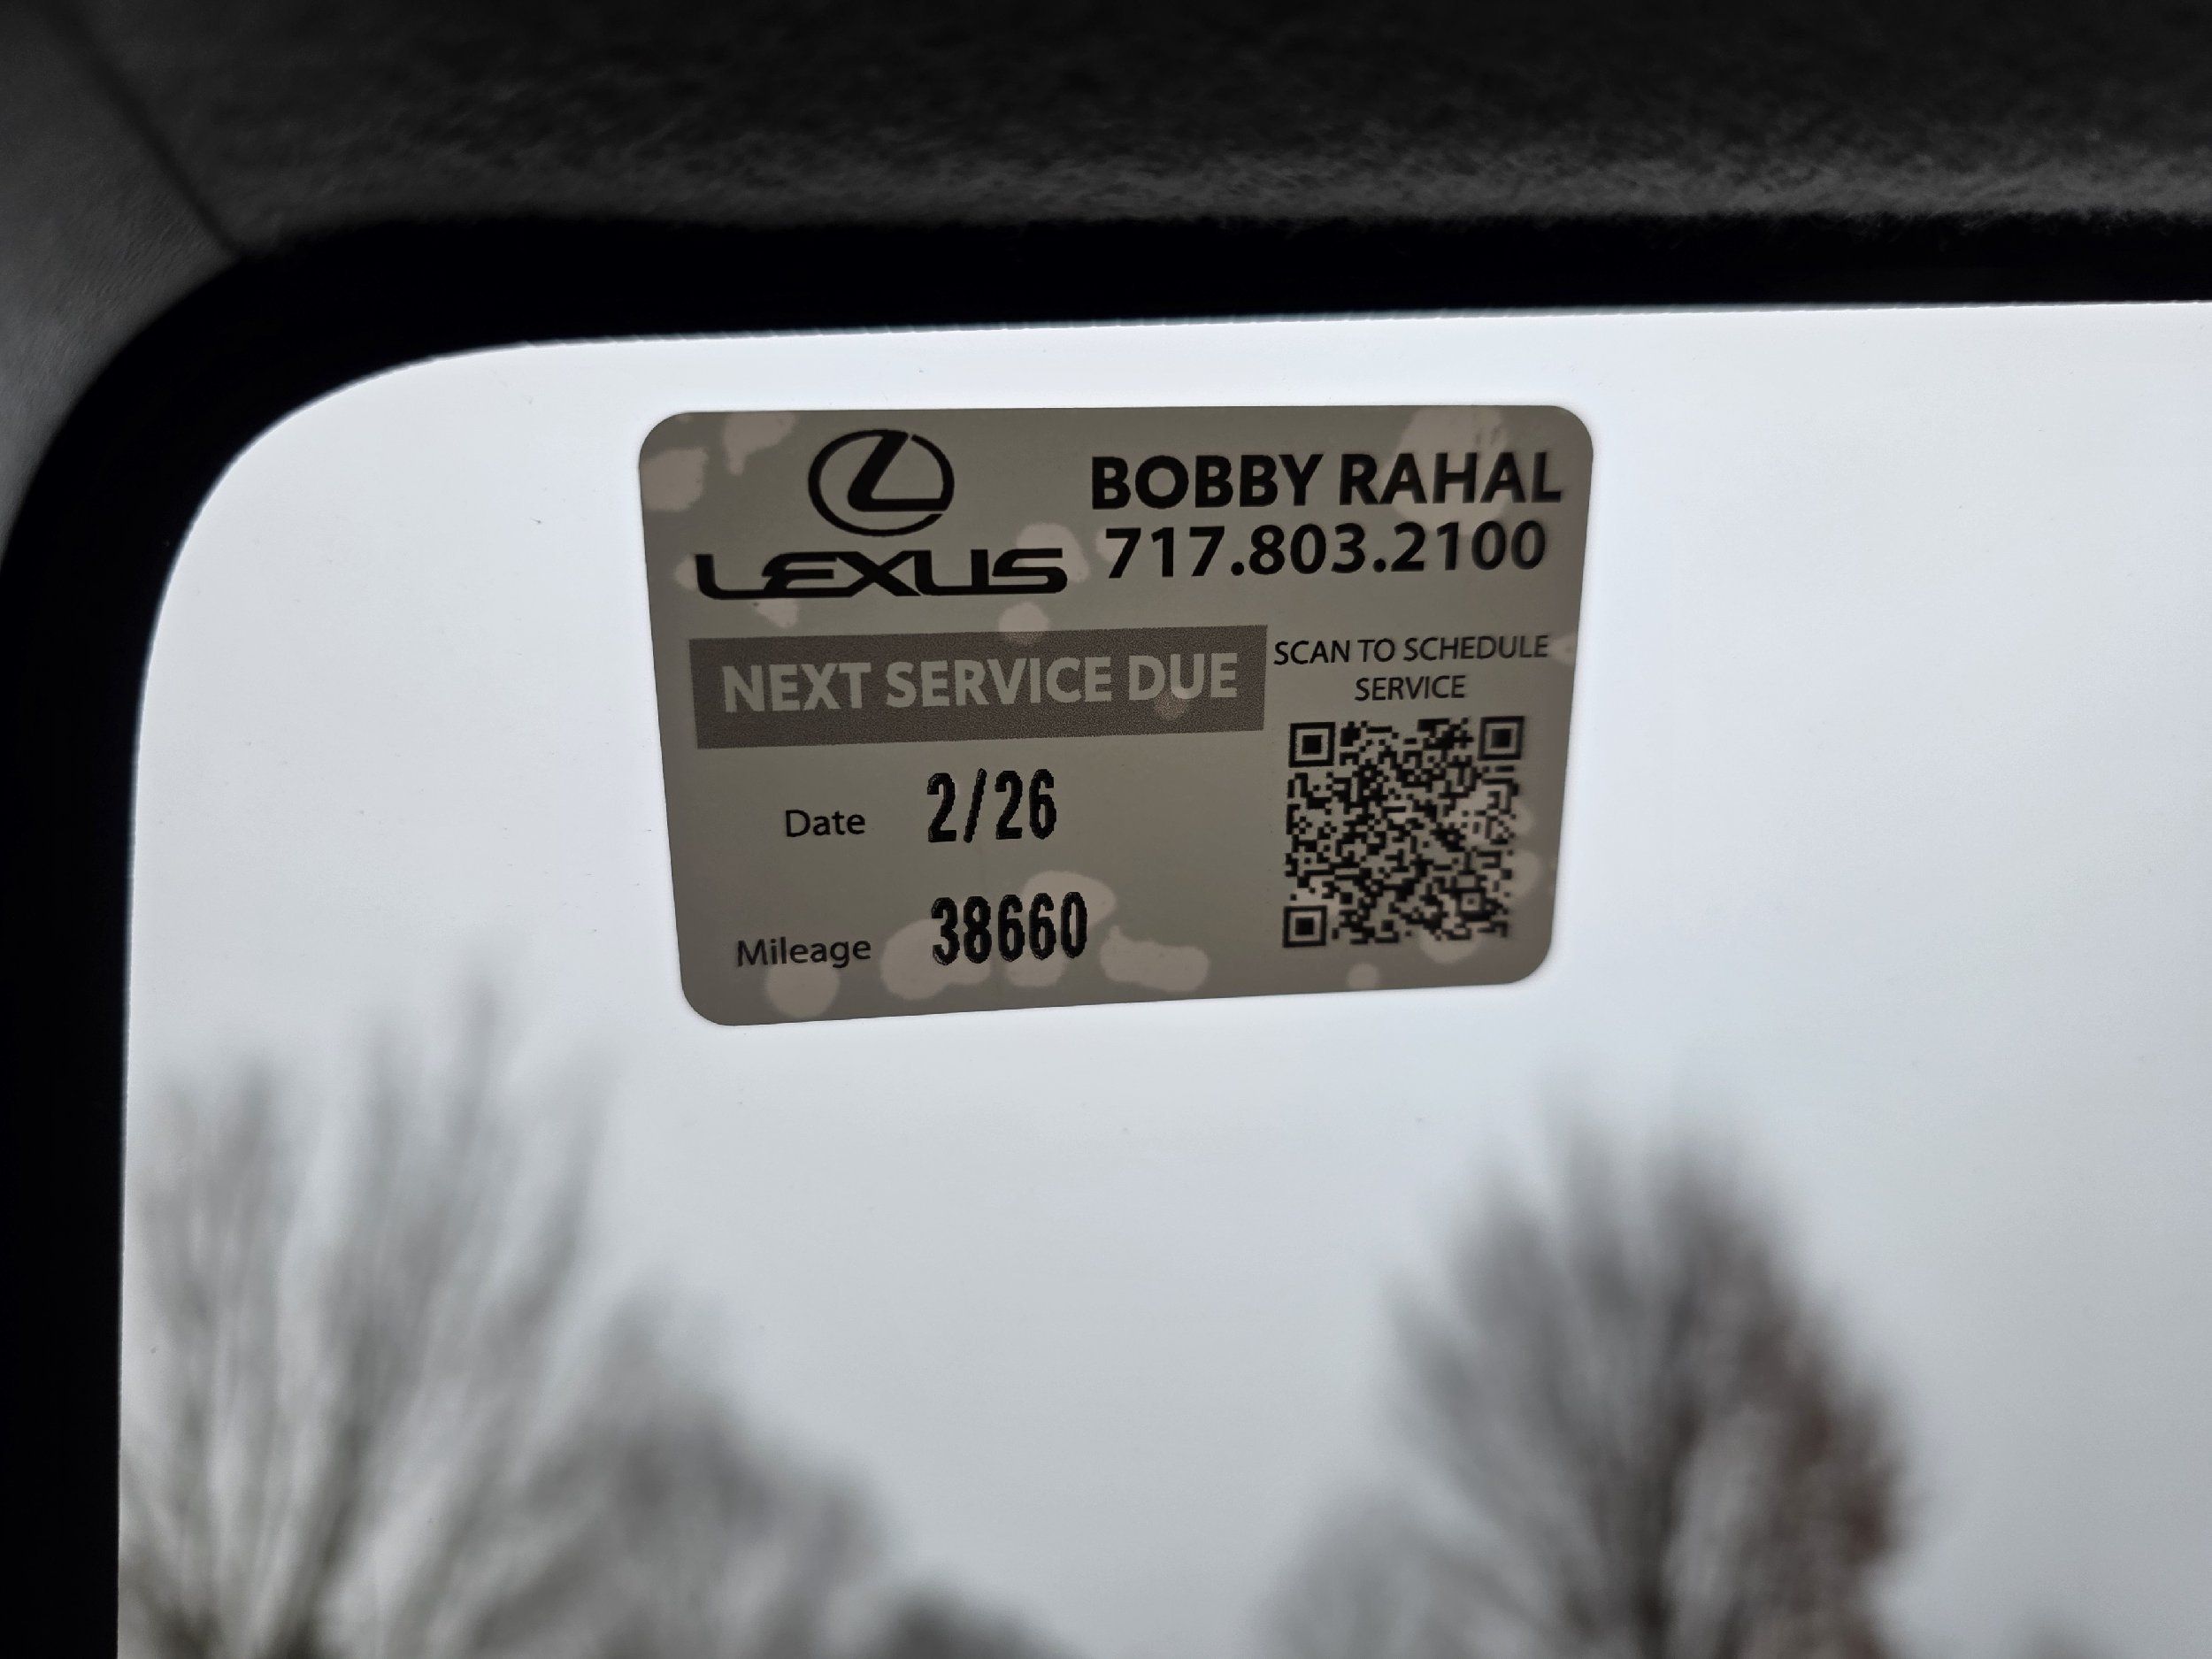 LEXUS
BOBBY RAHAL
717.803.2100
NEXT SERVICE DUE
SCAN TO SCHEDULE
SERVICE
Date 2/26
Mileage 38660